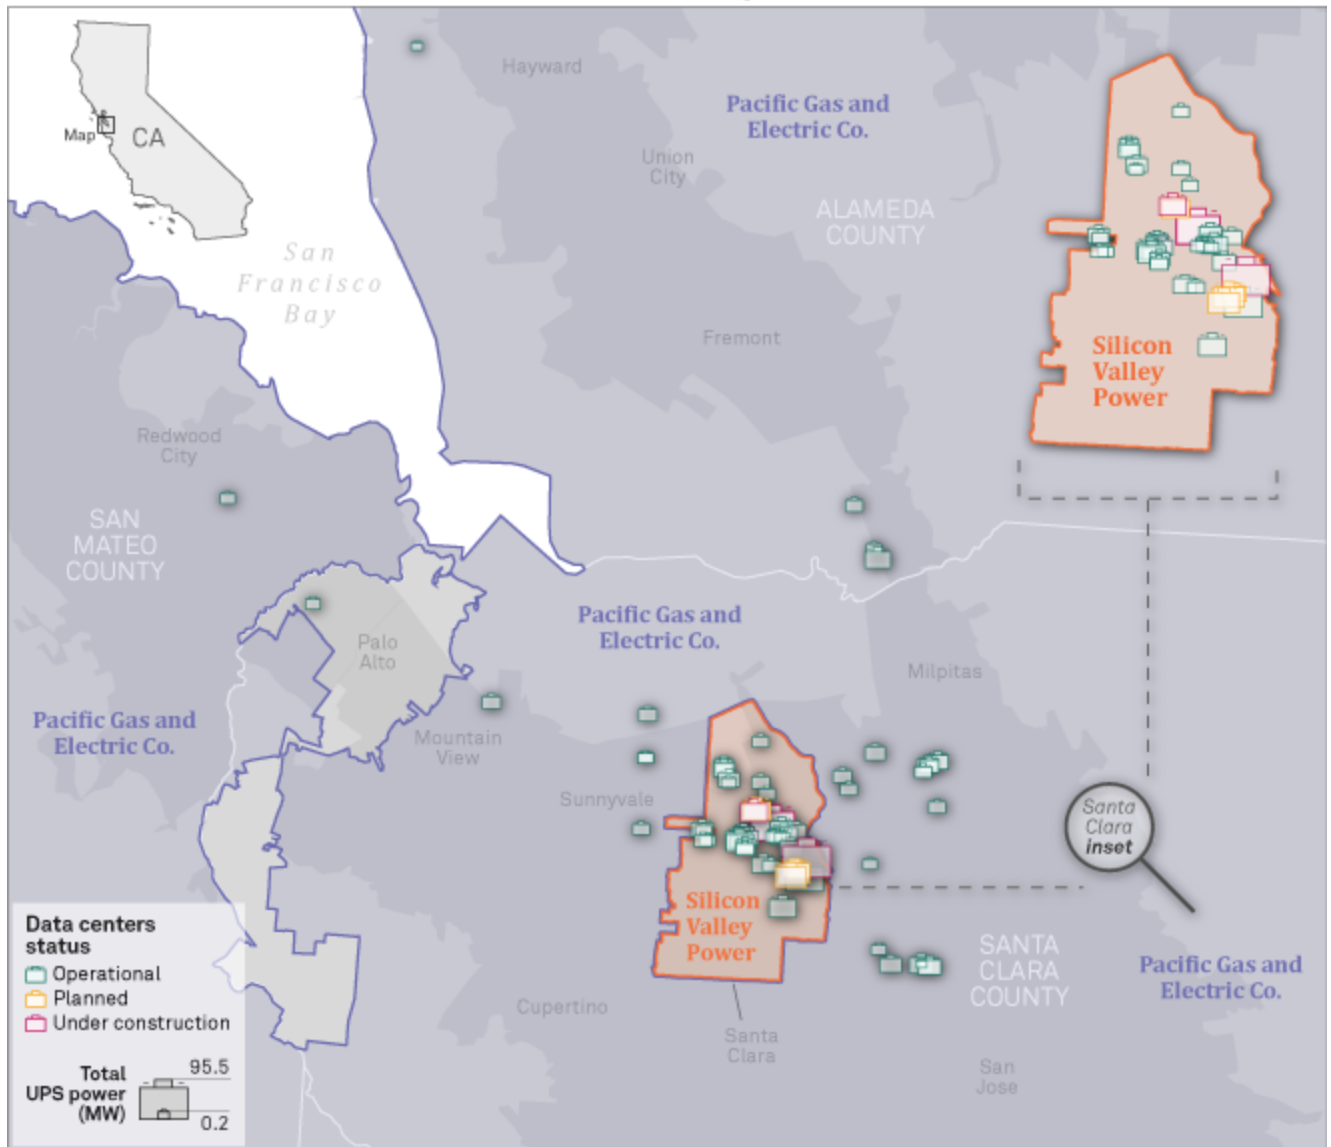 Hayward
Pacific Gas and
Electric Co.
Map
CA
Union
City
ALAMEDA
COUNTY
San
Francisco
Bay
Fremont
Silicon
Valley
Power
Redwood
City
SAN
MATEO
COUNTY
Pacific Gas and
Electric Co.
Palo
Alto
Milpitas
Pacific Gas and
Electric Co.
Mountain
View
Sunnyvale
Santa
Clara
inset
Silicon
Valley
Power
Data centers
status
Operational
Planned
Under construction
Total
UPS power
(MW)
95.5
0.2
SANTA
CLARA
COUNTY
Pacific Gas and
Electric Co.
Cupertino
Santa
Clara
San
Jose